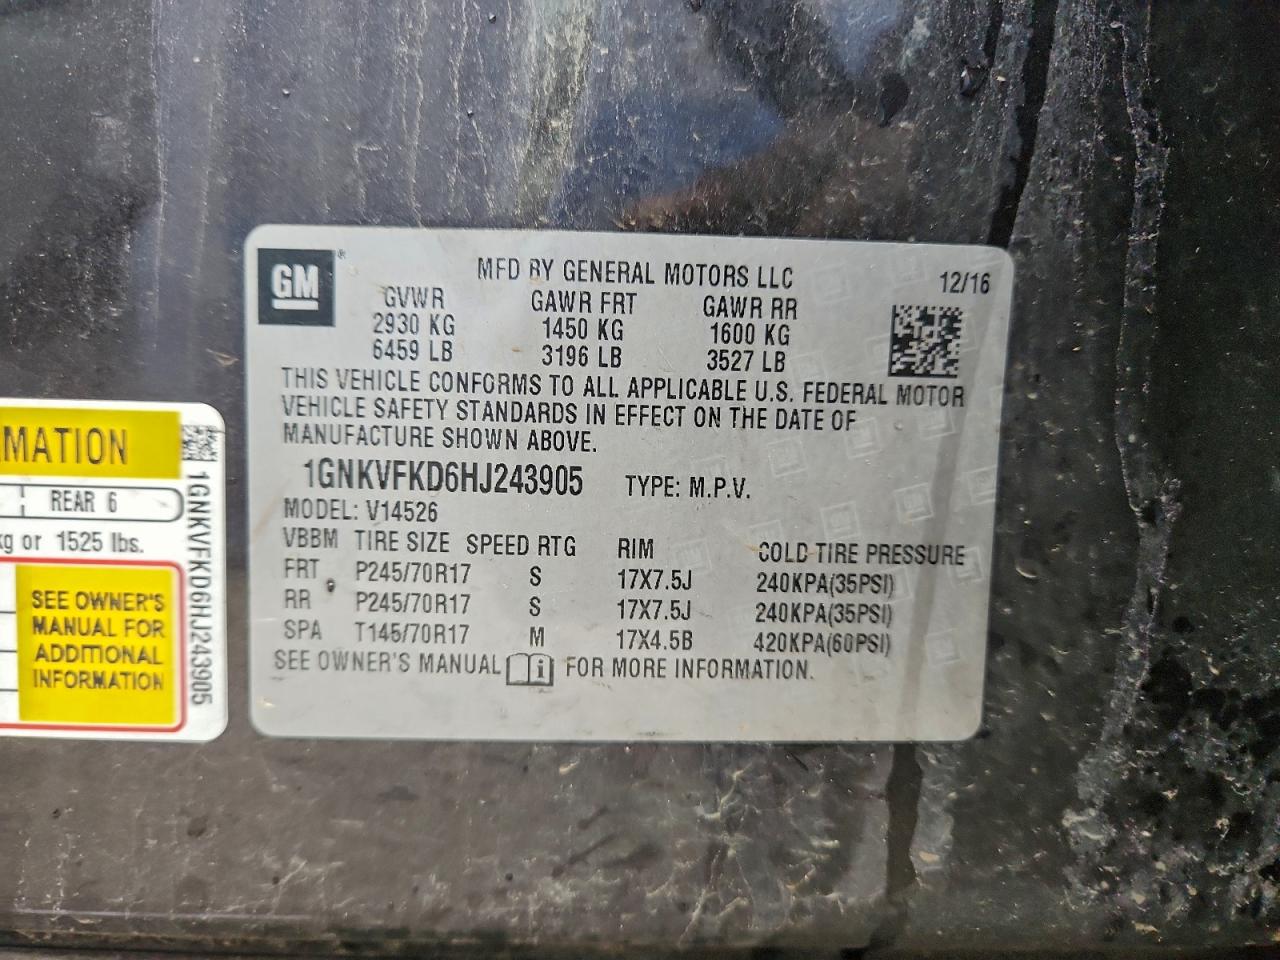 GM
MFD BY GENERAL MOTORS LLC 12/16
GVWR GAWR FRT GAWR RR
2930 KG 1450 KG 1600 KG
6459 LB 3196 LB 3527 LB
THIS VEHICLE CONFORMS TO ALL APPLICABLE U.S. FEDERAL MOTOR
VEHICLE SAFETY STANDARDS IN EFFECT ON THE DATE OF
MANUFACTURE SHOWN ABOVE.
1GNKVFKD6HJ243905 TYPE: M.P.V.
MODEL: V14526
VBBM TIRE SIZE SPEED RTG RIM COLD TIRE PRESSURE
FRT P245/70R17 S 17X7.5J 240KPA(35PSI)
RR P245/70R17 S 17X7.5J 240KPA(35PSI)
SPA T145/70R17 M 17X4.5B 420KPA(60PSI)
SEE OWNER'S MANUAL i FOR MORE INFORMATION.
MATION
REAR 6
kg or 1525 lbs.
SEE OWNER'S
MANUAL FOR
ADDITIONAL
INFORMATION
1GNKVFKD6HJ243905